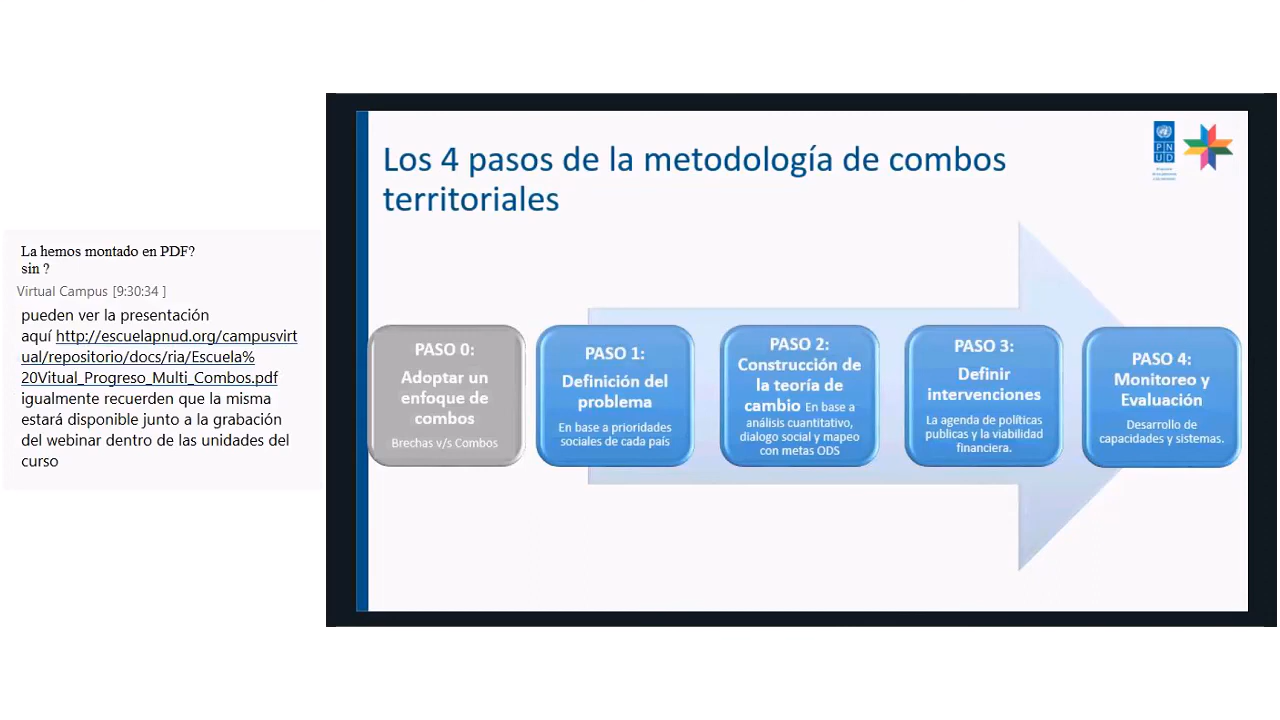 La hemos montado en PDF?
sin ?
Virtual Campus [9:30:34 ]
pueden ver la presentación
aquí http://escuelapnud.org/campusvirt
ual/repositorio/docs/ria/Escuela%
20Vitual_Progreso_Multi_Combos.pdf
igualmente recuerden que la misma
estará disponible junto a la grabación
del webinar dentro de las unidades del
curso
Los 4 pasos de la metodología de combos
territoriales
P N
U D
PASO 0:
Adoptar un
enfoque de
combos
Brechas v/s Combos
PASO 1:
Definición del
problema
En base a prioridades
sociales de cada país
PASO 2:
Construcción de
la teoría de
cambio En base a
análisis cuantitativo,
dialogo social y mapeo
con metas ODS
PASO 3:
Definir
intervenciones
La agenda de políticas
publicas y la viabilidad
financiera.
PASO 4:
Monitoreo y
Evaluación
Desarrollo de
capacidades y sistemas.